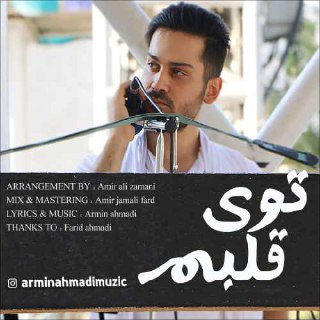 ARRANGEMENT BY : Amir ali zamani
MIX & MASTERING : Amir jamali fard
LYRICS & MUSIC : Armin ahmadi
THANKS TO : Farid ahmadi
توی
قلبم
arminahmadimuzic